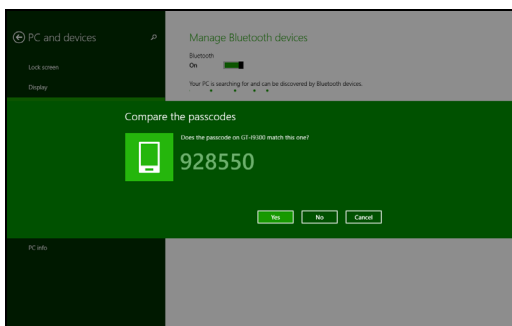 PC and devices
Lock screen
Display
Manage Bluetooth devices
Bluetooth
On
Your PC is searching for and can be discovered by Bluetooth devices.
Compare the passcodes
Does the passcode on GT-I9300 match this one?
928550
Yes No Cancel
PC info